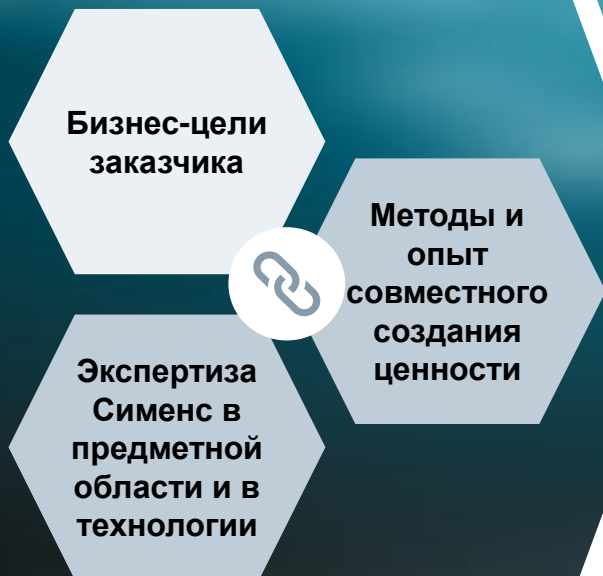 Бизнес-цели
заказчика
Методы и
опыт
совместного
создания
ценности
Экспертиза
Сименс в
предметной
области и в
технологии